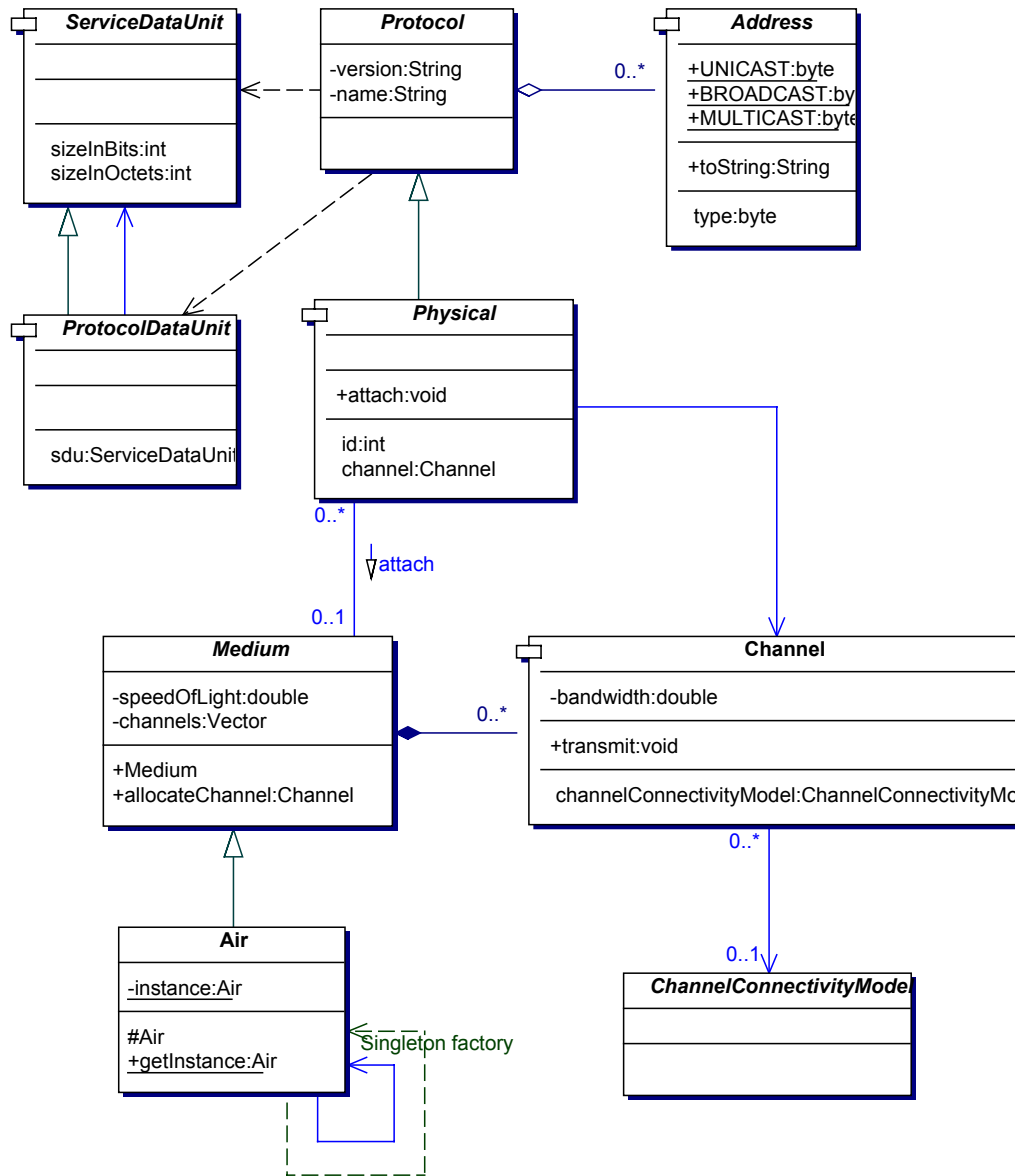 ServiceDataUnit
sizeInBits:int
sizeInOctets:int
Protocol
-version:String
-name:String
0..*
Address
+UNICAST:byte
+BROADCAST:by
+MULTICAST:byte
+toString:String
type:byte
ProtocolDataUnit
sdu:ServiceDataUnit
Physical
+attach:void
id:int
channel:Channel
0..*
attach
0..1
Medium
-speedOfLight:double
-channels:Vector
+Medium
+allocateChannel:Channel
0..*
Channel
-bandwidth:double
+transmit:void
channelConnectivityModel:ChannelConnectivityMo
0..*
0..1
Air
-instance:Air
#Air
+getInstance:Air
Singleton factory
ChannelConnectivityModel